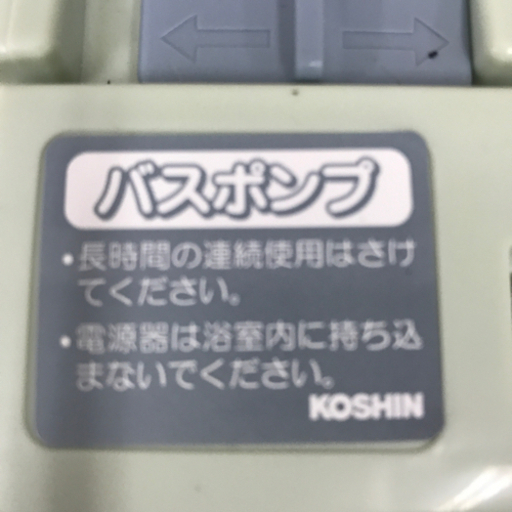 バスポンプ
・長時間の連続使用はさけ
てください。
・電源器は浴室内に持ち込
まないでください。
KOSHIN